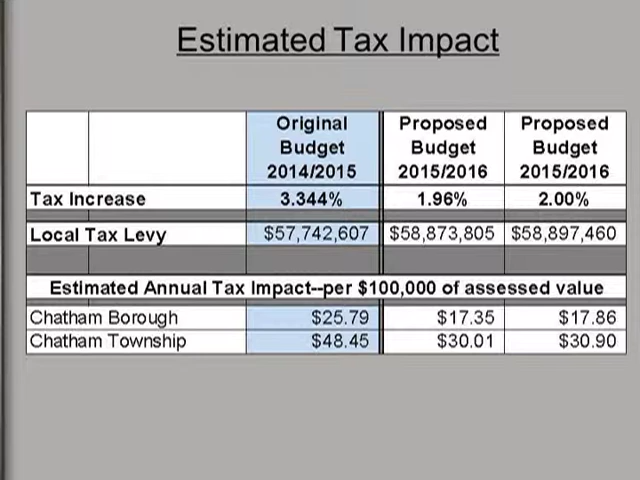 Estimated Tax Impact
Original Budget 2014/2015 Proposed Budget 2015/2016 Proposed Budget 2015/2016
Tax Increase 3.344% 1.96% 2.00%
Local Tax Levy $57,742,607 $58,873,805 $58,897,460
Estimated Annual Tax Impact--per $100,000 of assessed value
Chatham Borough $25.79 $17.35 $17.86
Chatham Township $48.45 $30.01 $30.90